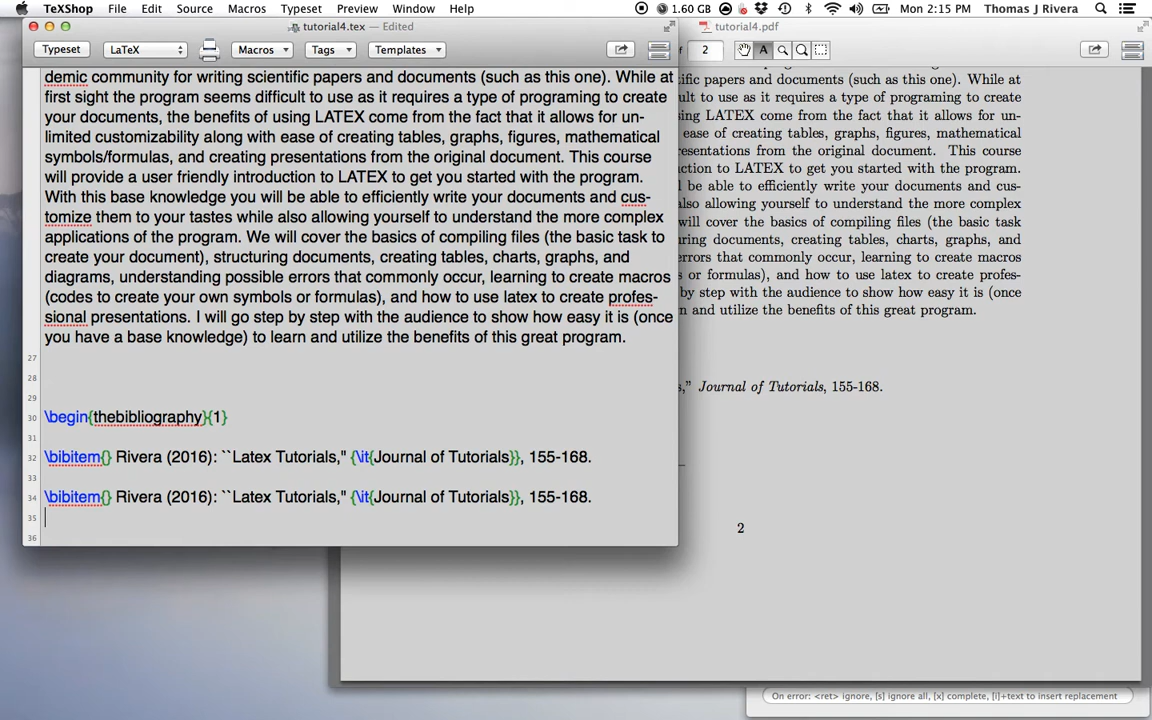 TeXShop File Edit Source Macros Typeset Preview Window Help 1.60 GB Mon 2:15 PM Thomas J Rivera
tutorial4.tex — Edited
Typeset LaTeX Macros Tags Templates
demic community for writing scientific papers and documents (such as this one). While at
first sight the program seems difficult to use as it requires a type of programing to create
your documents, the benefits of using LATEX come from the fact that it allows for un-
limited customizability along with ease of creating tables, graphs, figures, mathematical
symbols/formulas, and creating presentations from the original document. This course
will provide a user friendly introduction to LATEX to get you started with the program.
With this base knowledge you will be able to efficiently write your documents and cus-
tomize them to your tastes while also allowing yourself to understand the more complex
applications of the program. We will cover the basics of compiling files (the basic task to
create your document), structuring documents, creating tables, charts, graphs, and
diagrams, understanding possible errors that commonly occur, learning to create macros
(codes to create your own symbols or formulas), and how to use latex to create profes-
sional presentations. I will go step by step with the audience to show how easy it is (once
you have a base knowledge) to learn and utilize the benefits of this great program.
27
28
29
30 \begin{thebibliography}{1}
31
32 \bibitem{} Rivera (2016): ``Latex Tutorials," {\it{Journal of Tutorials}}, 155-168.
33
34 \bibitem{} Rivera (2016): ``Latex Tutorials," {\it{Journal of Tutorials}}, 155-168.
35
36
tutorial4.pdf
f 2 A
ific papers and documents (such as this one). While at
ult to use as it requires a type of programing to create
sing LATEX come from the fact that it allows for un-
ease of creating tables, graphs, figures, mathematical
sentations from the original document. This course
ction to LATEX to get you started with the program.
l be able to efficiently write your documents and cus-
also allowing yourself to understand the more complex
will cover the basics of compiling files (the basic task
ring documents, creating tables, charts, graphs, and
errors that commonly occur, learning to create macros
s or formulas), and how to use latex to create profes-
by step with the audience to show how easy it is (once
n and utilize the benefits of this great program.
s," Journal of Tutorials, 155-168.
2
On error: <ret> ignore, [s] ignore all, [x] complete, [i]+text to insert replacement